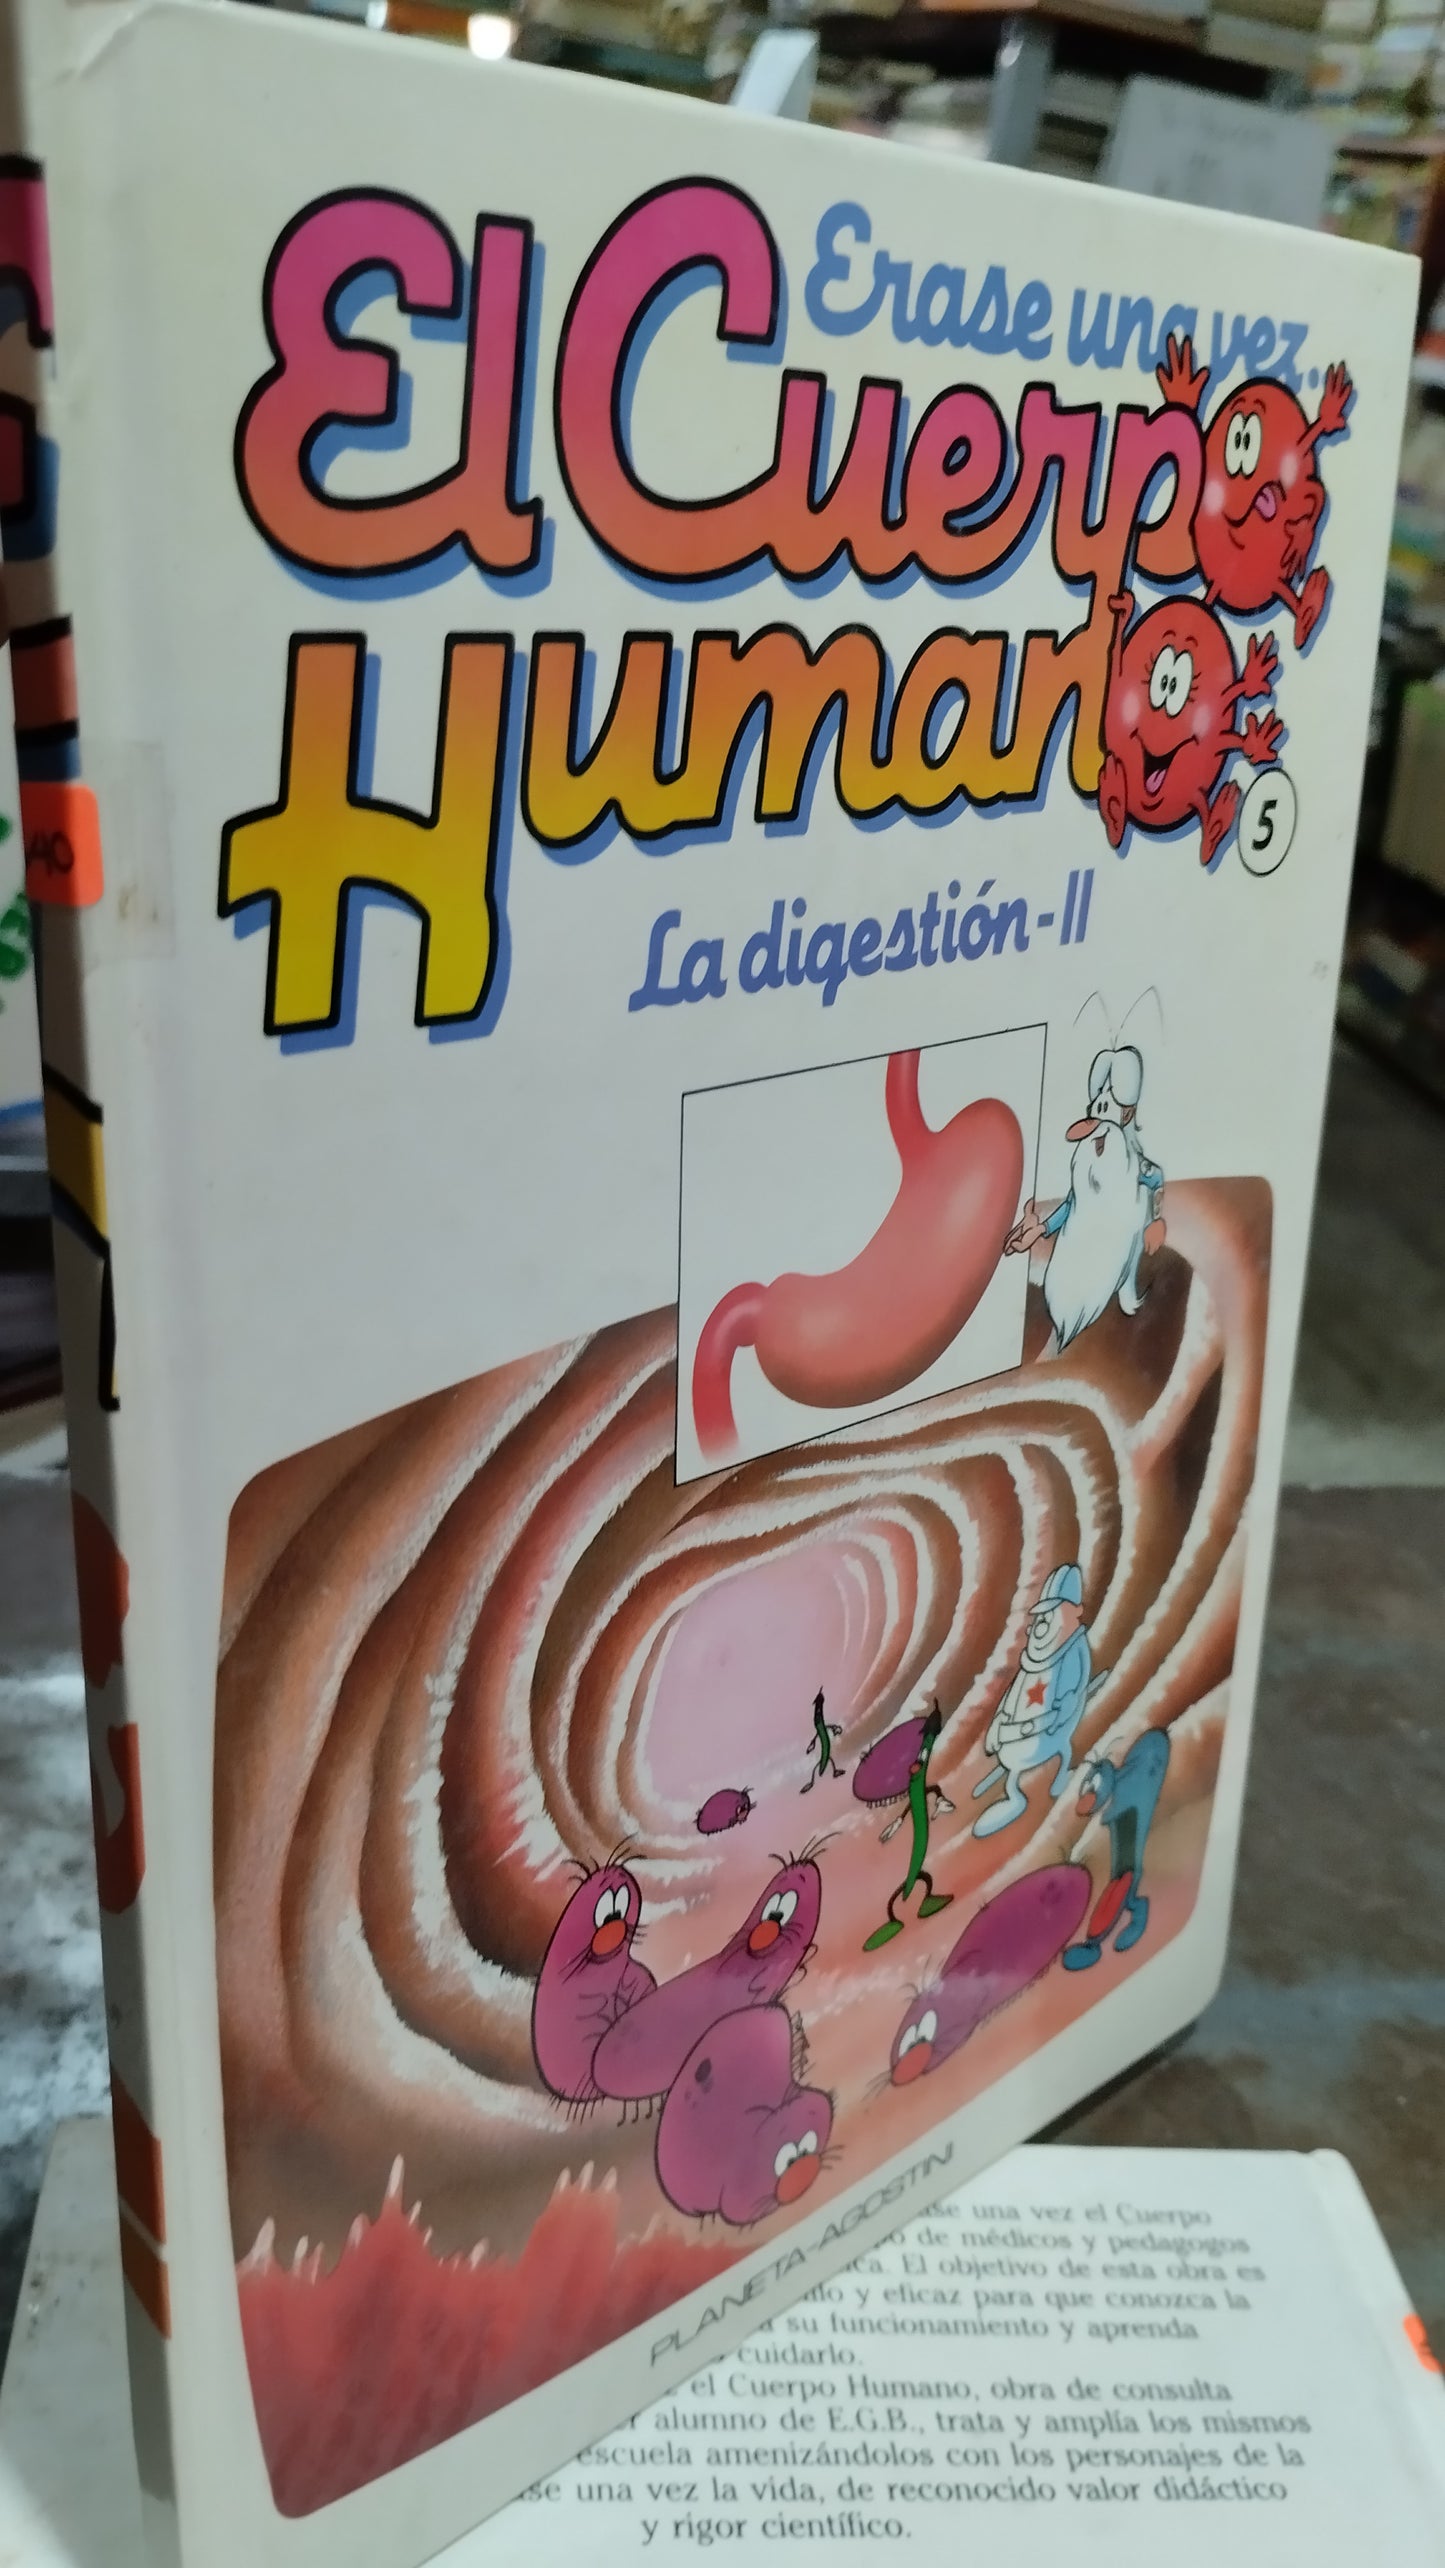 Erase una vez...
El Cuerpo
Humano
5
La digestión-II
PLANETA-AGOSTINI
40
una vez el Cuerpo
de médicos y pedagogos
El objetivo de esta obra es
y eficaz para que conozca la
su funcionamiento y aprenda
cuidarlo.
el Cuerpo Humano, obra de consulta
alumno de E.G.B., trata y amplía los mismos
escuela amenizándolos con los personajes de la
una vez la vida, de reconocido valor didáctico
y rigor científico.